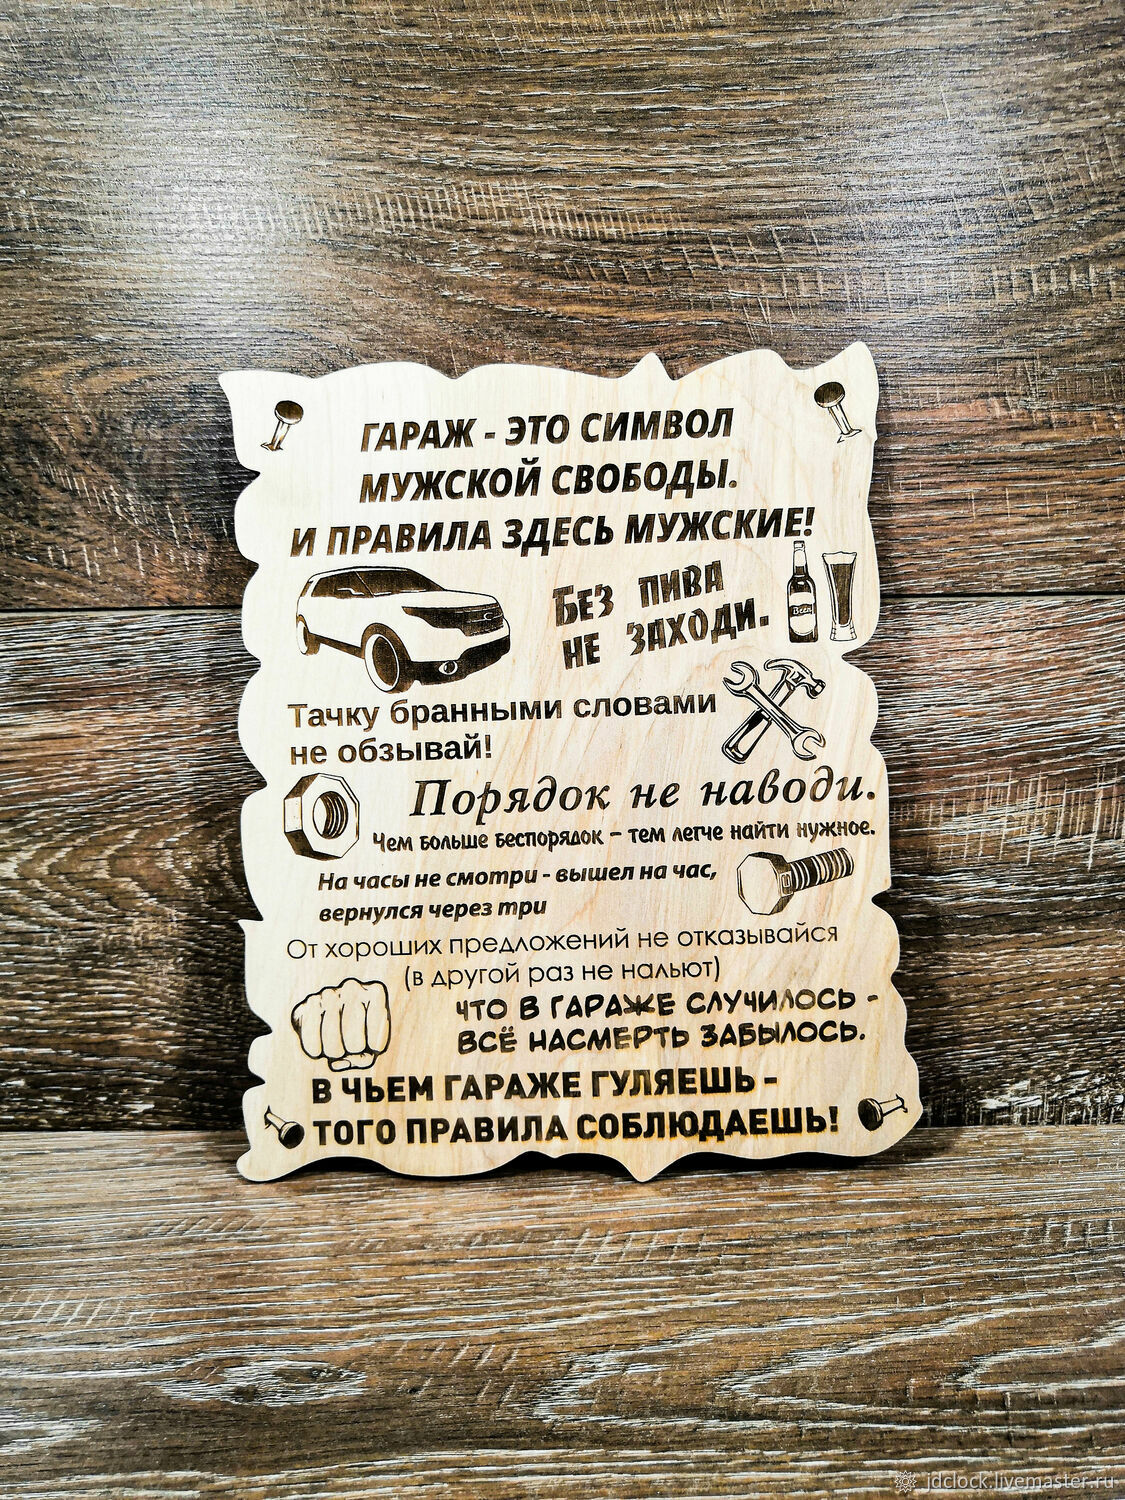 ГАРАЖ - ЭТО СИМВОЛ
МУЖСКОЙ СВОБОДЫ.
И ПРАВИЛА ЗДЕСЬ МУЖСКИЕ!
БЕЗ ПИВА
НЕ ЗАХОДИ.
Beer
Тачку бранными словами
не обзывай!
Порядок не наводи.
Чем больше беспорядок – тем легче найти нужное.
На часы не смотри - вышел на час,
вернулся через три
От хороших предложений не отказывайся
(в другой раз не нальют)
ЧТО В ГАРАЖЕ СЛУЧИЛОСЬ -
ВСЁ НАСМЕРТЬ ЗАБЫЛОСЬ.
В ЧЬЕМ ГАРАЖЕ ГУЛЯЕШЬ -
ТОГО ПРАВИЛА СОБЛЮДАЕШЬ!
jdclock.livemaster.ru